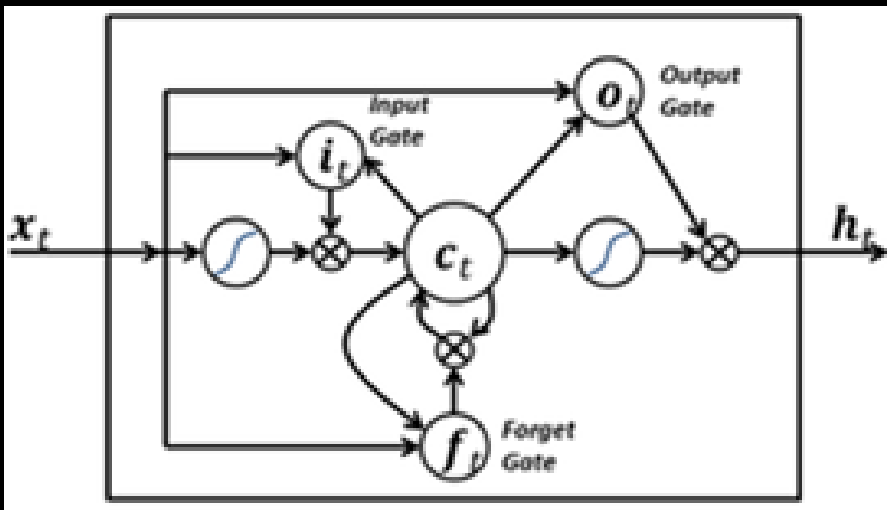 o_t Output
Gate
Input
Gate
i_t
x_t
c_t
h_t
f_t Forget
Gate